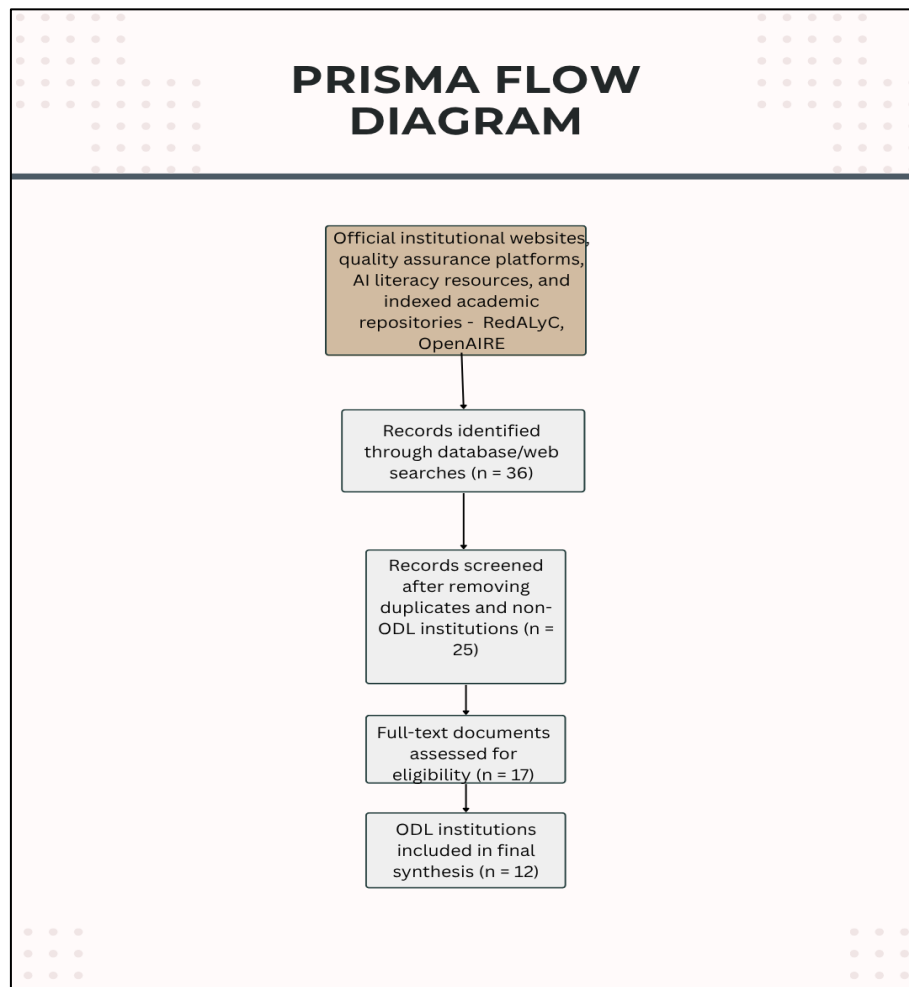 PRISMA FLOW
DIAGRAM
Official institutional websites,
quality assurance platforms,
AI literacy resources, and
indexed academic
repositories - RedALyC,
OpenAIRE
Records identified
through database/web
searches (n = 36)
Records screened
after removing
duplicates and non-
ODL institutions (n =
25)
Full-text documents
assessed for
eligibility (n = 17)
ODL institutions
included in final
synthesis (n = 12)